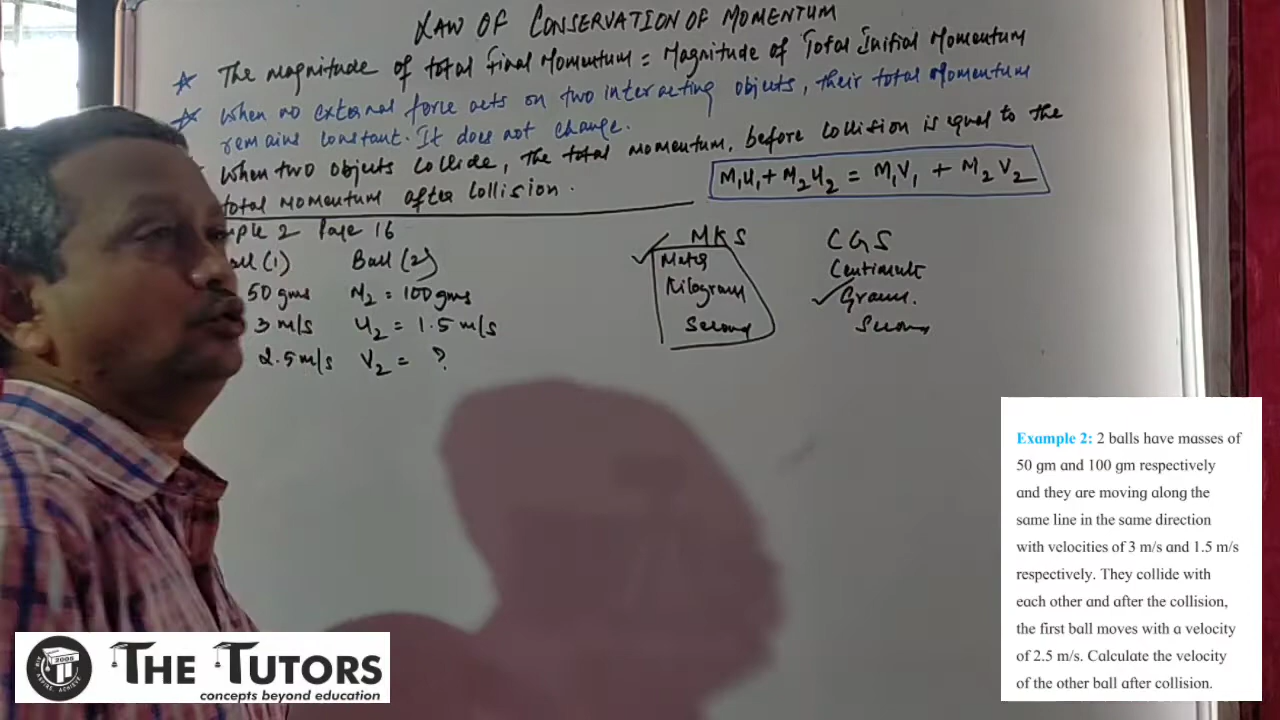 LAW OF CONSERVATION OF MOMENTUM
☆ The magnitude of total Final Momentum = Magnitude of Total Initial Momentum
☆ When no external force acts on two interacting objects, their total Momentum
remains constant. It does not change.
When two objects collide, the total momentum, before collision is equal to the
total momentum after collision.
M₁U₁ + M₂U₂ = M₁V₁ + M₂V₂
Page 16
(1) Ball (2)
50 gms M₂ = 100 gms
3 m/s U₂ = 1.5 m/s
2.5 m/s V₂ = ?
MKS
Kilogram
Second
CGS
Gram.
Example 2: 2 balls have masses of
50 gm and 100 gm respectively
and they are moving along the
same line in the same direction
with velocities of 3 m/s and 1.5 m/s
respectively. They collide with
each other and after the collision,
the first ball moves with a velocity
of 2.5 m/s. Calculate the velocity
of the other ball after collision.
THE TUTORS
concepts beyond education